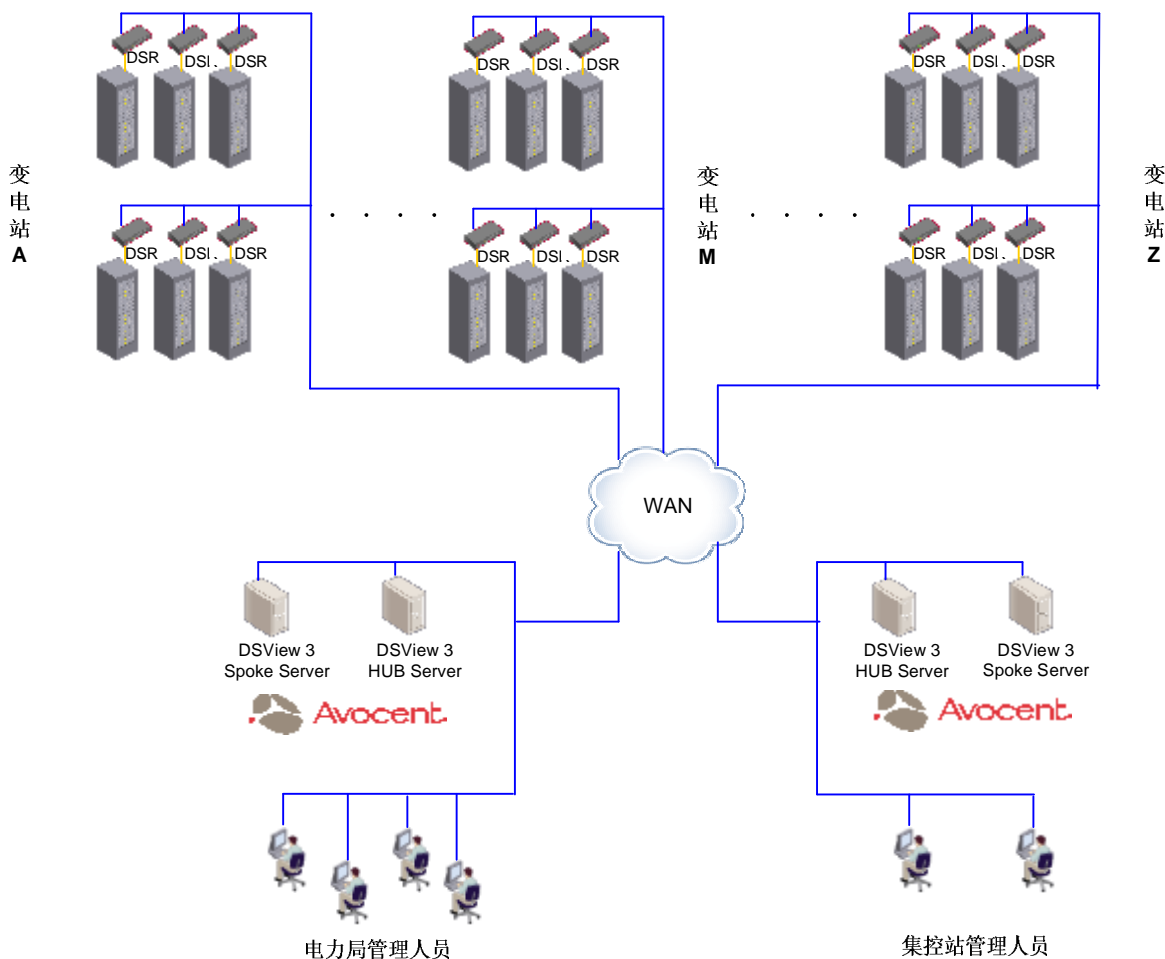 DSR DSI、 DSR
DSR DSI、 DSR
DSR DSI、 DSR
变电站A
变电站M
变电站Z
DSR DSI、 DSR
DSR DSI、 DSR
DSR DSI、 DSR
WAN
DSView 3
Spoke Server
DSView 3
HUB Server
DSView 3
HUB Server
DSView 3
Spoke Server
Avocent.
Avocent.
电力局管理人员
集控站管理人员